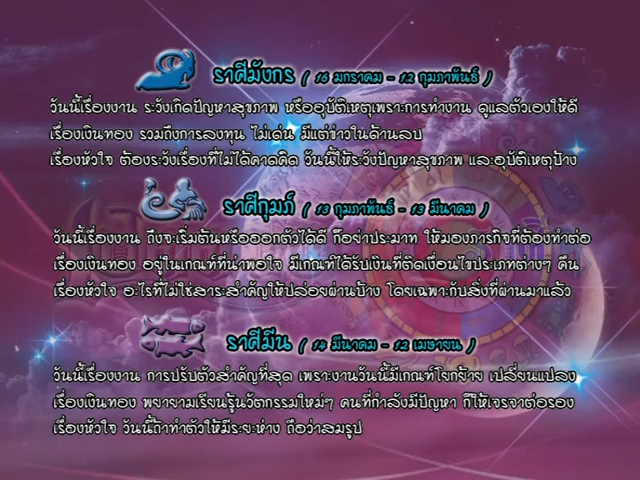 ราศีมังกร ( 16 มกราคม - 12 กุมภาพันธ์ )
วันนี้เรื่องงาน ระวังเกิดปัญหาสุขภาพ หรืออุบัติเหตุเพราะการทำงาน ดูแลตัวเองให้ดี
เรื่องเงินทอง รวมถึงการลงทุน ไม่เด่น มีแต่ข่าวในด้านลบ
เรื่องหัวใจ ต้องระวังเรื่องที่ไม่ได้คาดคิด วันนี้ให้ระวังปัญหาสุขภาพ และอุบัติเหตุบ้าง
ราศีกุมภ์ ( 13 กุมภาพันธ์ - 13 มีนาคม )
วันนี้เรื่องงาน ถึงจะเริ่มต้นหรือออกตัวได้ดี ก็อย่าประมาท ให้มองภารกิจที่ต้องทำต่อ
เรื่องเงินทอง อยู่ในเกณฑ์ที่น่าพอใจ มีเกณฑ์ได้รับเงินที่ติดเงื่อนไขประเภทต่างๆ คืน
เรื่องหัวใจ อะไรที่ไม่ใช่สาระสำคัญให้ปล่อยผ่านบ้าง โดยเฉพาะกับสิ่งที่ผ่านมาแล้ว
ราศีมีน ( 14 มีนาคม - 12 เมษายน )
วันนี้เรื่องงาน การปรับตัวสำคัญที่สุด เพราะงานวันนี้มีเกณฑ์โยกย้าย เปลี่ยนแปลง
เรื่องเงินทอง พยายามเรียนรู้นวัตกรรมใหม่ๆ คนที่กำลังมีปัญหา ก็ให้เจรจาต่อรอง
เรื่องหัวใจ วันนี้ถ้าทำตัวให้มีระยะห่าง ถือว่าสมรูป